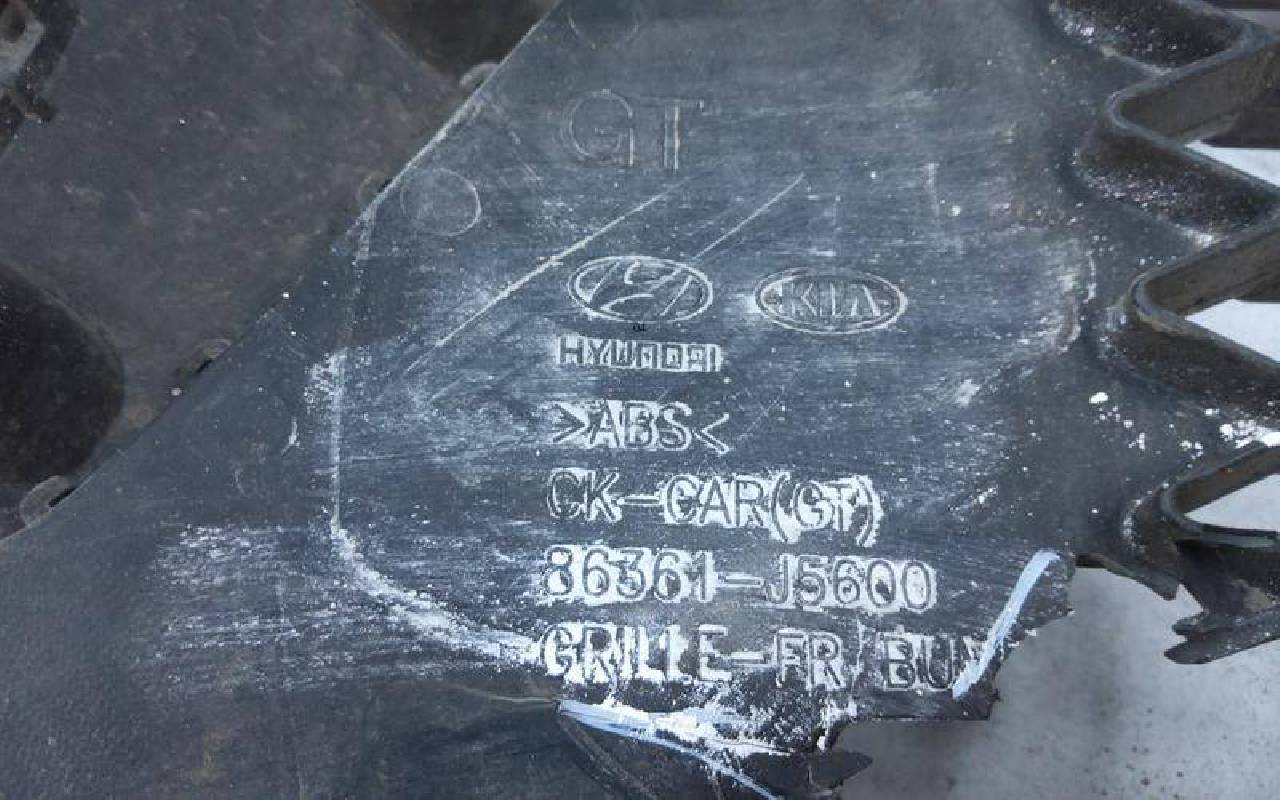 GT
KIA
HYUNDAI
>ABS<
CK-CAR(GT)
86361-J5600
GRILLE-FR